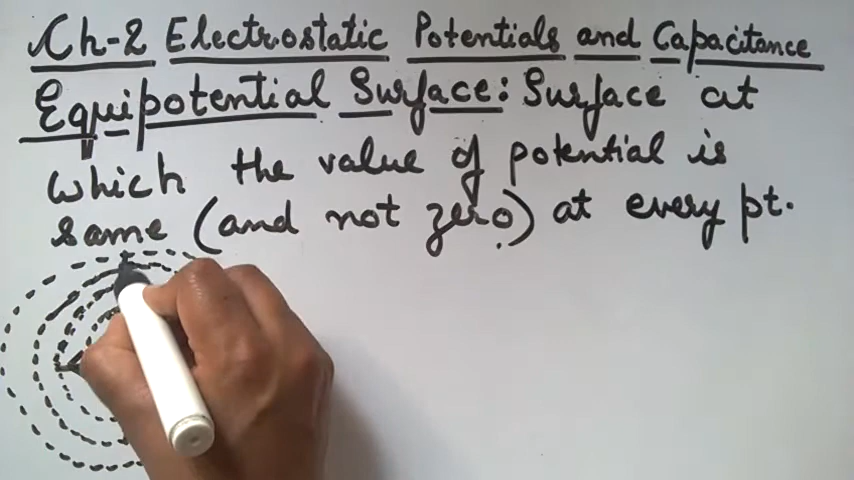 Ch-2 Electrostatic Potentials and Capacitance
Equipotential Surface: Surface at
which the value of potential is
same (and not zero) at every pt.